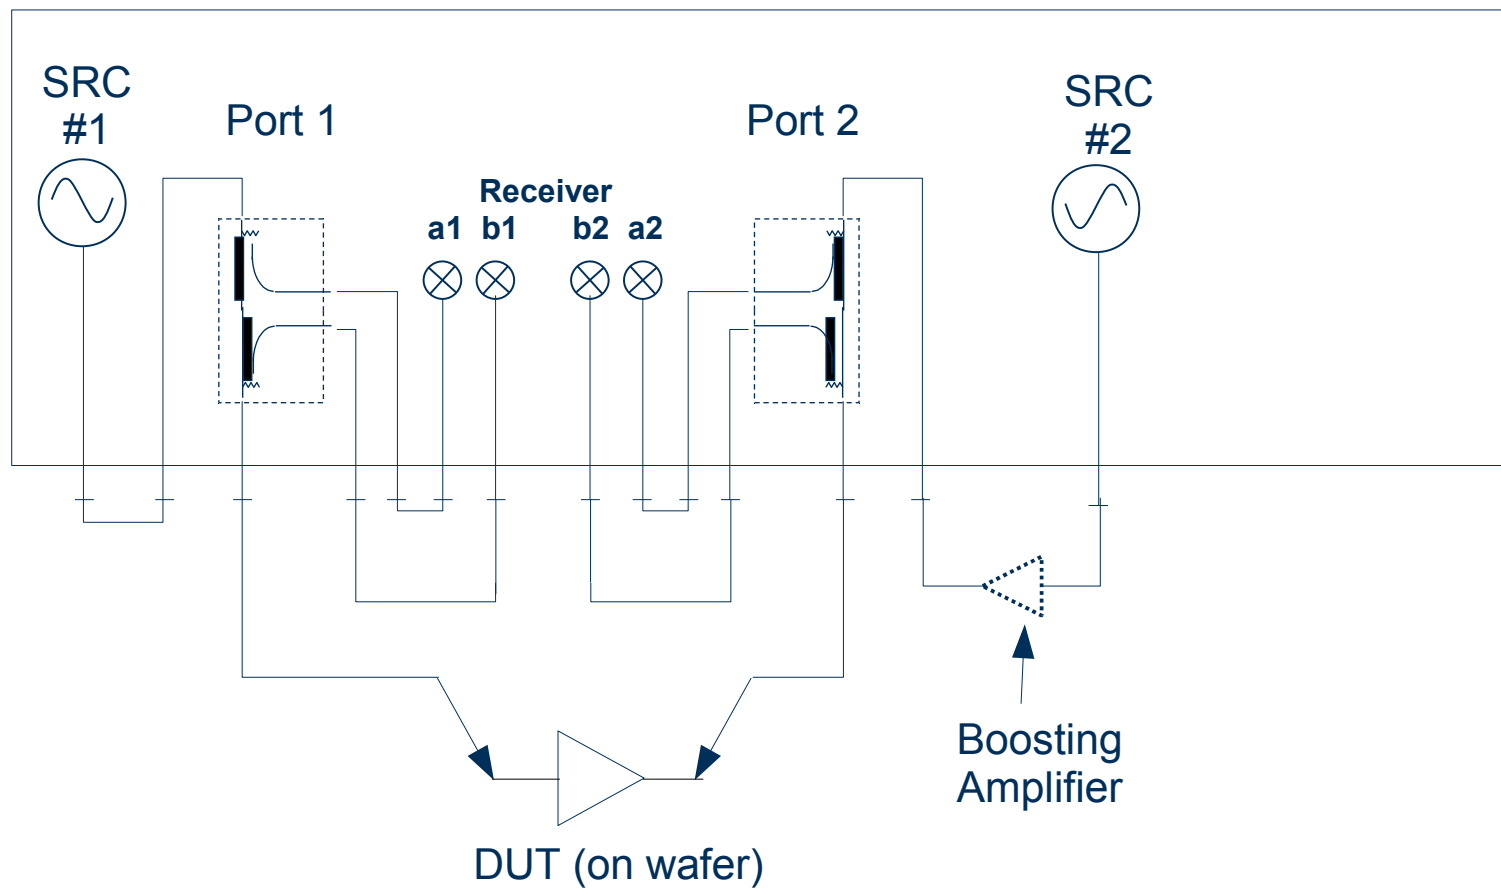 SRC
#1
Port 1
Port 2
SRC
#2
Receiver
a1 b1 b2 a2
Boosting
Amplifier
DUT (on wafer)